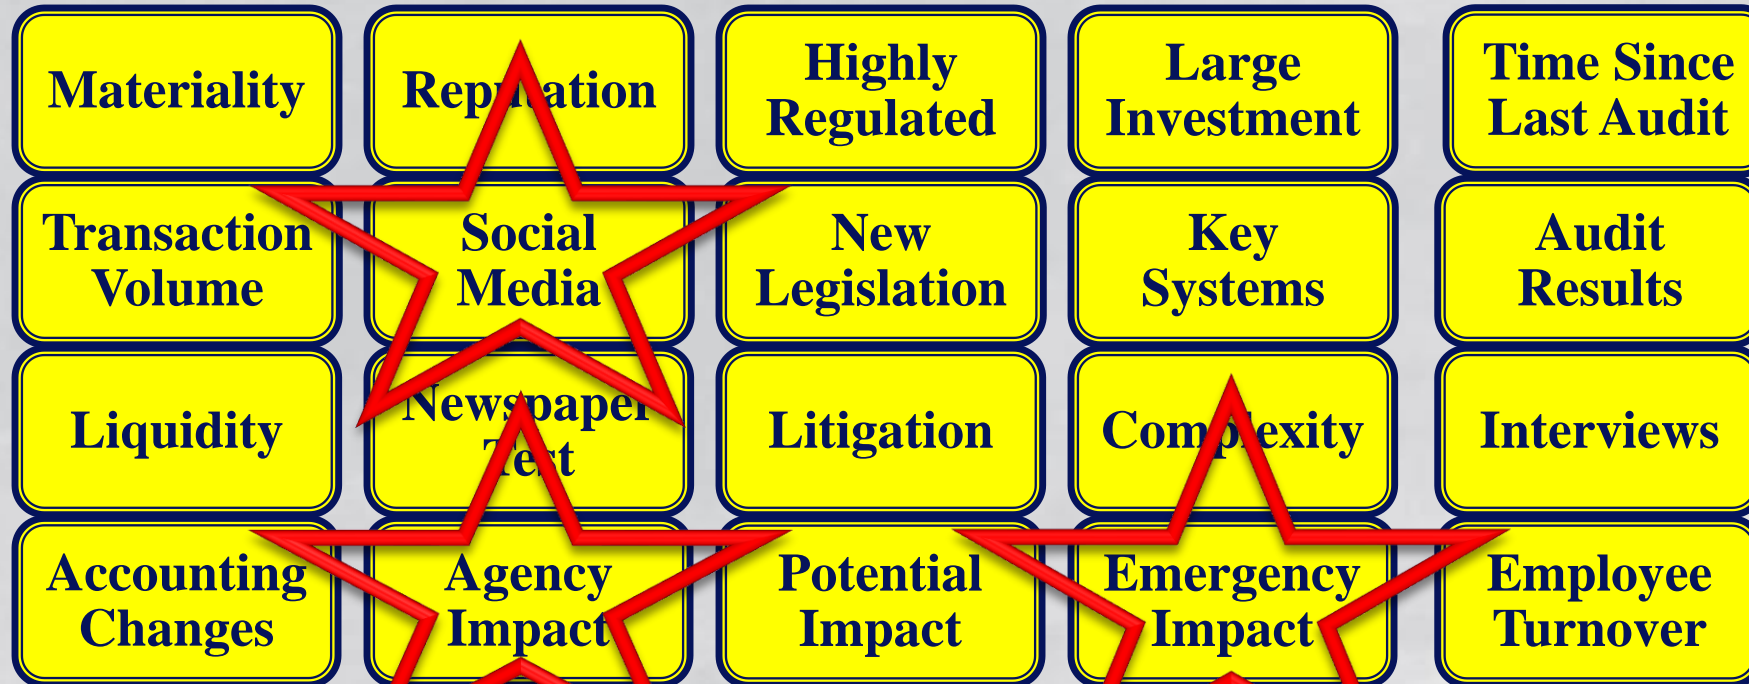 Materiality
Reputation
Highly
Regulated
Large
Investment
Time Since
Last Audit
Transaction
Volume
Social
Media
New
Legislation
Key
Systems
Audit
Results
Liquidity
Newspaper
Test
Litigation
Complexity
Interviews
Accounting
Changes
Agency
Impact
Potential
Impact
Emergency
Impact
Employee
Turnover